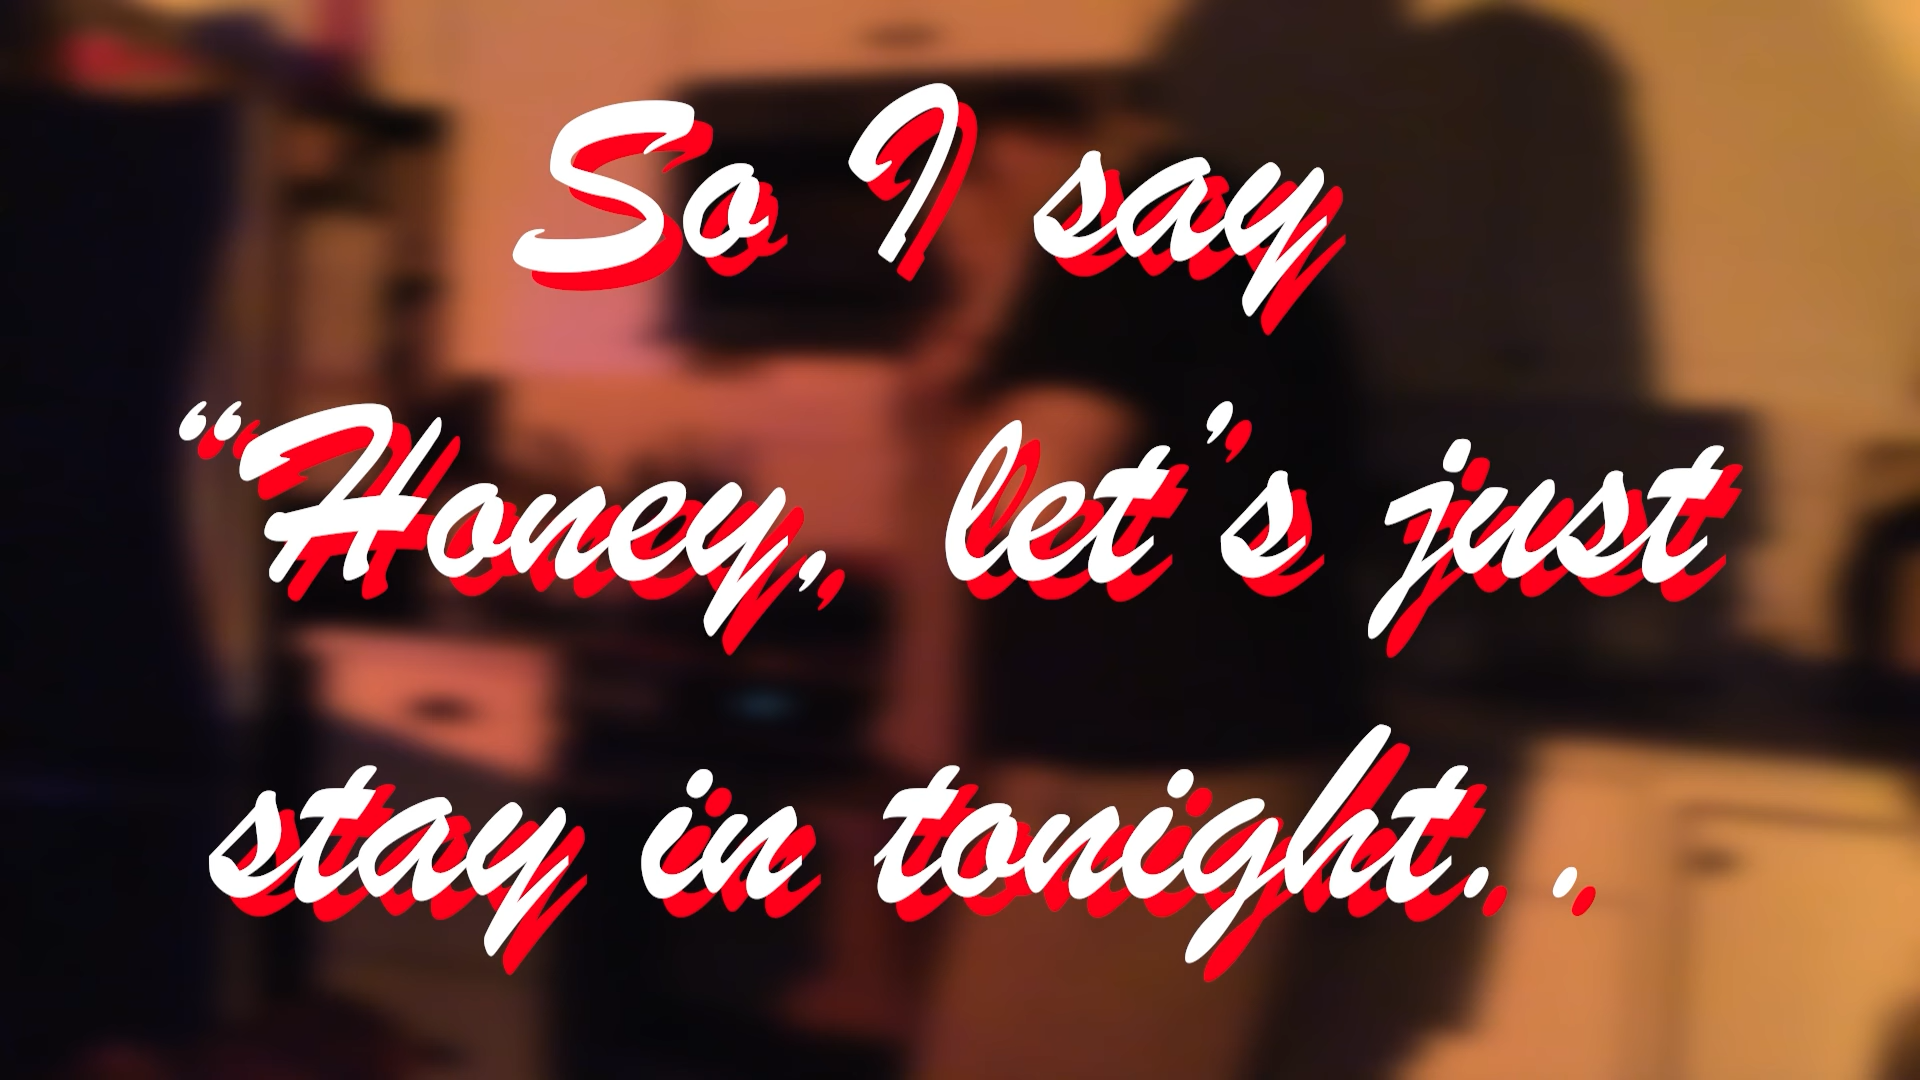 So I say
“Honey, let’s just
stay in tonight. .